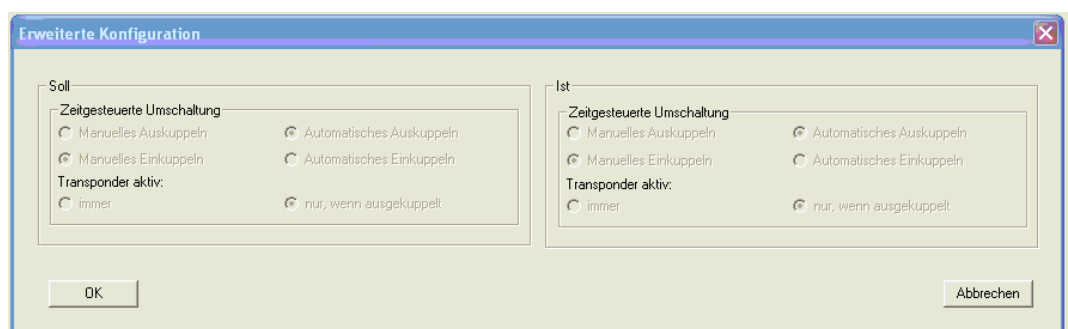 Erweiterte Konfiguration
Soll
Zeitgesteuerte Umschaltung
Manuelles Auskuppeln Automatisches Auskuppeln
Manuelles Einkuppeln Automatisches Einkuppeln
Transponder aktiv:
immer nur, wenn ausgekuppelt
Ist
Zeitgesteuerte Umschaltung
Manuelles Auskuppeln Automatisches Auskuppeln
Manuelles Einkuppeln Automatisches Einkuppeln
Transponder aktiv:
immer nur, wenn ausgekuppelt
OK Abbrechen